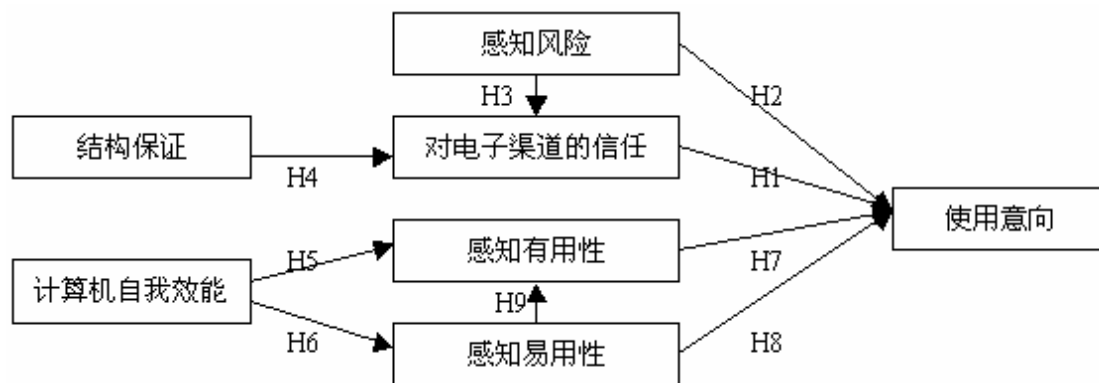 感知风险
H3
H2
结构保证
对电子渠道的信任
H4
H1
使用意向
感知有用性
H5
H7
计算机自我效能
H9
H6
感知易用性
H8